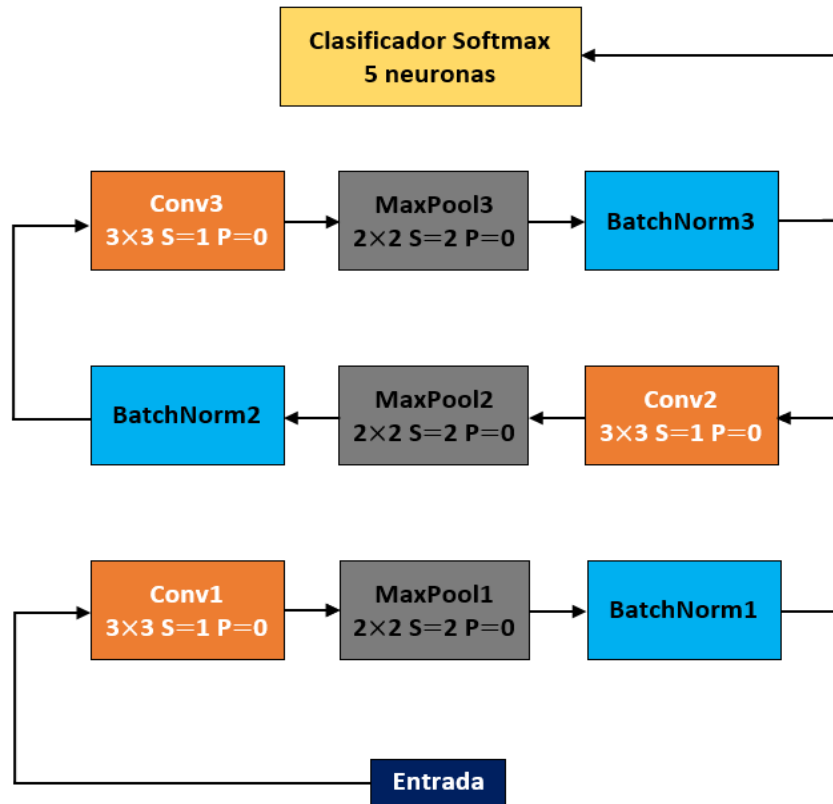 Clasificador Softmax
5 neuronas
Conv3
3×3 S=1 P=0
MaxPool3
2×2 S=2 P=0
BatchNorm3
BatchNorm2
MaxPool2
2×2 S=2 P=0
Conv2
3×3 S=1 P=0
Conv1
3×3 S=1 P=0
MaxPool1
2×2 S=2 P=0
BatchNorm1
Entrada